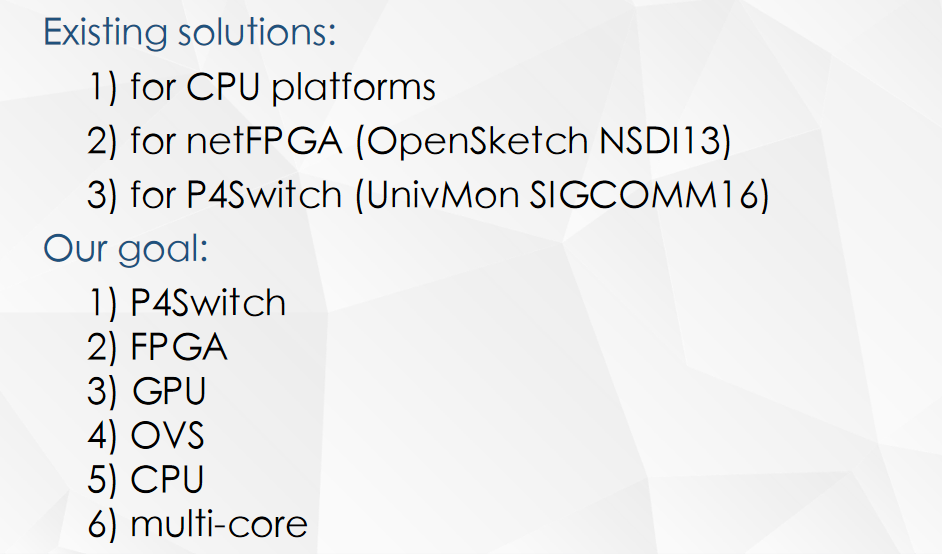 Existing solutions:
1) for CPU platforms
2) for netFPGA (OpenSketch NSDI13)
3) for P4Switch (UnivMon SIGCOMM16)
Our goal:
1) P4Switch
2) FPGA
3) GPU
4) OVS
5) CPU
6) multi-core